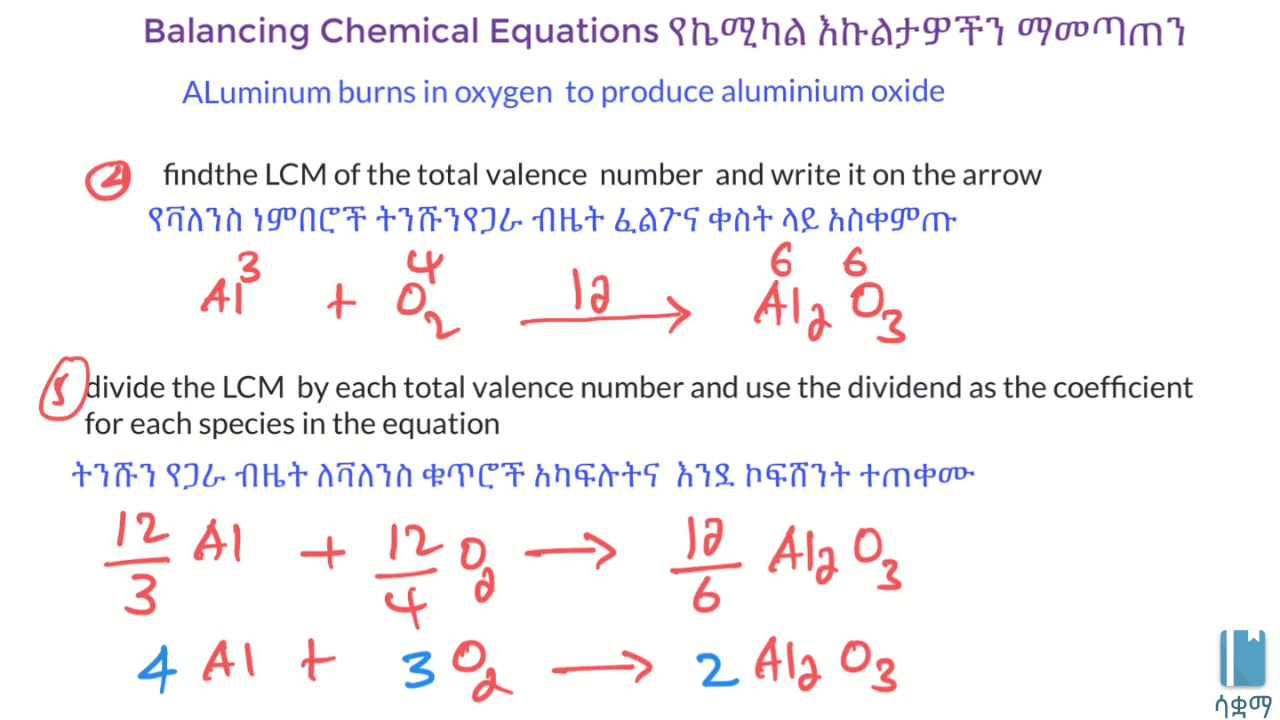 Balancing Chemical Equations የኬሚካል እኩልታዎችን ማመጣጠን
ALuminum burns in oxygen to produce aluminium oxide
④ findthe LCM of the total valence number and write it on the arrow
የቫለንስ ነምበሮች ትንሹንየጋራ ብዜት ፈልጉና ቀስት ላይ አስቀምጡ
3 4 12 6 6
Al + O₂ → Al₂ O₃
⑤ divide the LCM by each total valence number and use the dividend as the coefficient
for each species in the equation
ትንሹን የጋራ ብዜት ለቫለንስ ቁጥሮች አካፍሉትና እንደ ኮፍሸንት ተጠቀሙ
12/3 Al + 12/4 O₂ → 12/6 Al₂ O₃
4 Al + 3 O₂ → 2 Al₂ O₃
ሳቋማ